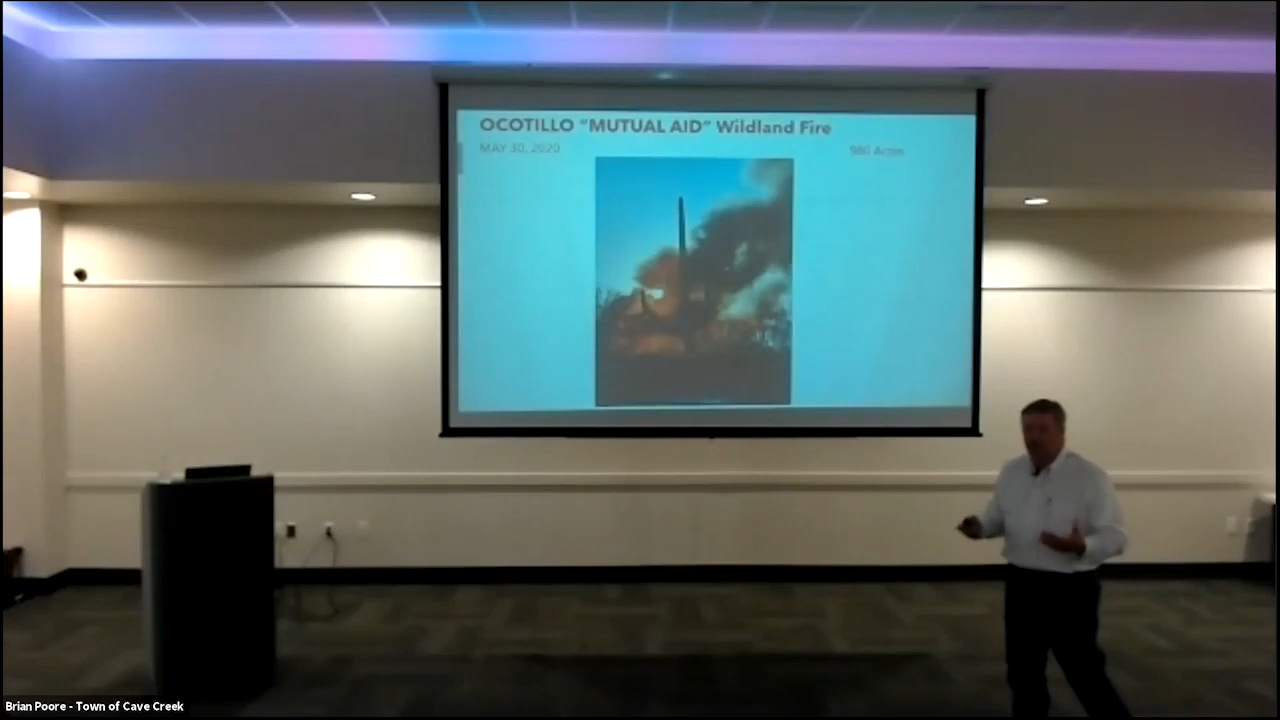 OCOTILLO "MUTUAL AID" Wildland Fire
MAY 30, 2020
980 Acres
Brian Poore - Town of Cave Creek